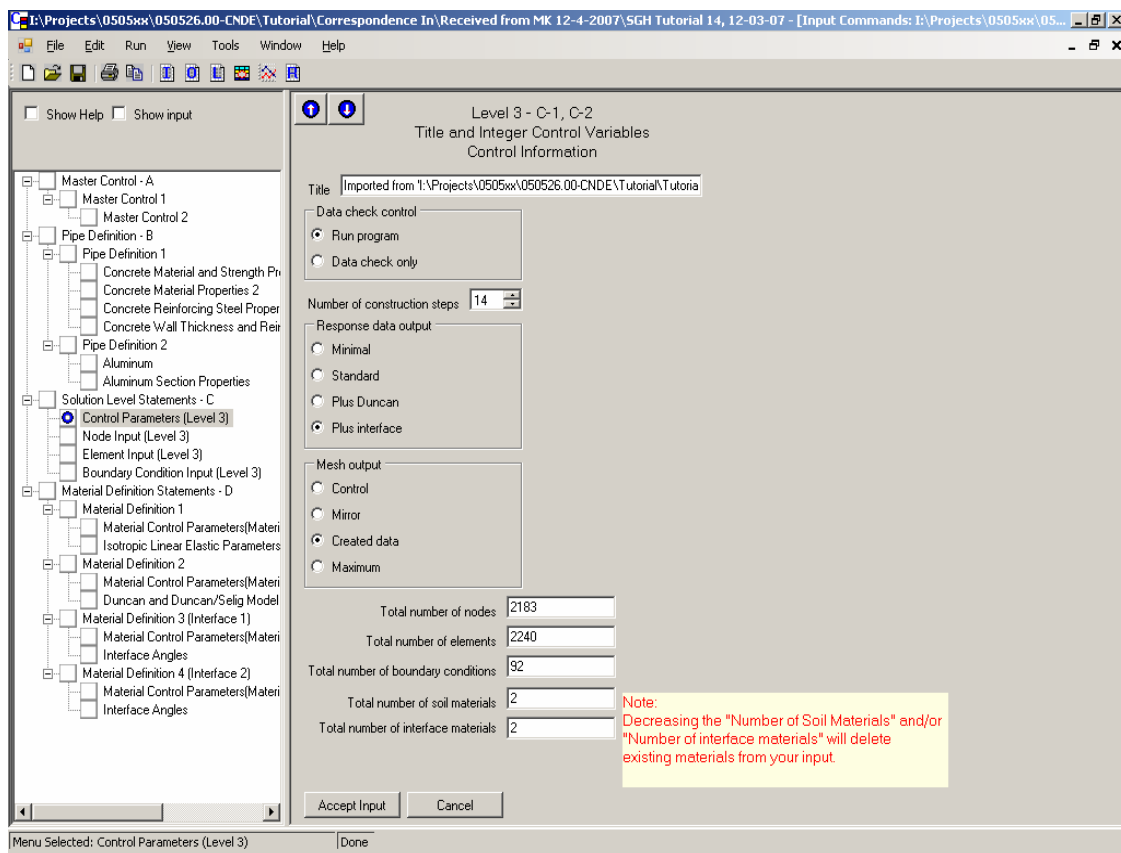 I:\Projects\0505xx\050526.00-CNDE\Tutorial\Correspondence In\Received from MK 12-4-2007\SGH Tutorial 14, 12-03-07 - [Input Commands: I:\Projects\0505xx\05...
File Edit Run View Tools Window Help
Show Help Show input
Master Control - A
Master Control 1
Master Control 2
Pipe Definition - B
Pipe Definition 1
Concrete Material and Strength Pr
Concrete Material Properties 2
Concrete Reinforcing Steel Proper
Concrete Wall Thickness and Rein
Pipe Definition 2
Aluminum
Aluminum Section Properties
Solution Level Statements - C
Control Parameters (Level 3)
Node Input (Level 3)
Element Input (Level 3)
Boundary Condition Input (Level 3)
Material Definition Statements - D
Material Definition 1
Material Control Parameters(Materi
Isotropic Linear Elastic Parameters
Material Definition 2
Material Control Parameters(Materi
Duncan and Duncan/Selig Model
Material Definition 3 (Interface 1)
Material Control Parameters(Materi
Interface Angles
Material Definition 4 (Interface 2)
Material Control Parameters(Materi
Interface Angles
Level 3 - C-1, C-2
Title and Integer Control Variables
Control Information
Title Imported from 'I:\Projects\0505xx\050526.00-CNDE\Tutorial\Tutoria
Data check control
Run program
Data check only
Number of construction steps 14
Response data output
Minimal
Standard
Plus Duncan
Plus interface
Mesh output
Control
Mirror
Created data
Maximum
Total number of nodes 2183
Total number of elements 2240
Total number of boundary conditions 92
Total number of soil materials 2
Total number of interface materials 2
Note:
Decreasing the "Number of Soil Materials" and/or
"Number of interface materials" will delete
existing materials from your input.
Accept Input Cancel
Menu Selected: Control Parameters (Level 3) Done